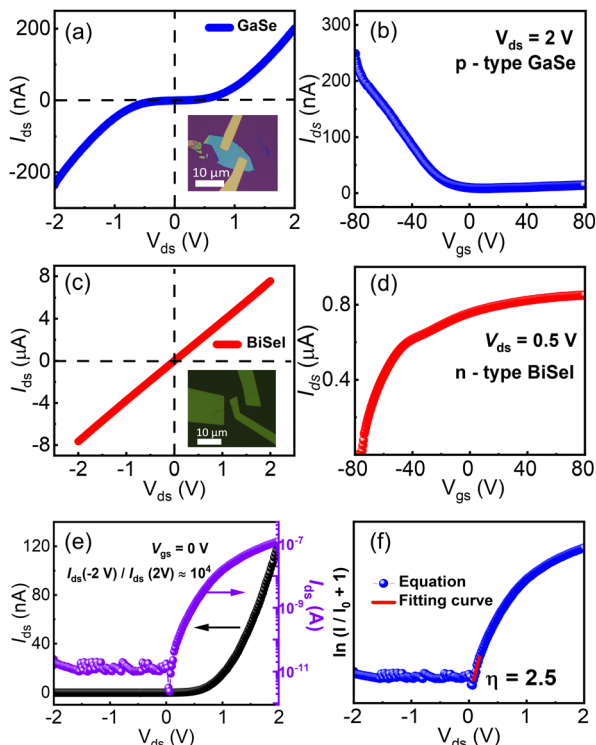 (a)
GaSe
200
0
-200
I_ds (nA)
10 μm
-2 -1 0 1 2
V_ds (V)
(b)
V_ds = 2 V
p - type GaSe
300
250
200
150
100
50
0
I_ds (nA)
-80 -40 0 40 80
V_gs (V)
(c)
BiSeI
8
4
0
-4
-8
I_ds (μA)
10 μm
-2 -1 0 1 2
V_ds (V)
(d)
V_ds = 0.5 V
n - type BiSeI
0.8
0.4
I_ds (μA)
-80 -40 0 40 80
V_gs (V)
(e)
V_gs = 0 V
I_ds(-2 V) / I_ds (2V) ≈ 10^4
120
80
40
0
I_ds (nA)
10^-7
10^-9
10^-11
I_ds (A)
-2 -1 0 1 2
V_ds (V)
(f)
Equation
Fitting curve
η = 2.5
ln (I / I_0 + 1)
-2 -1 0 1 2
V_ds (V)